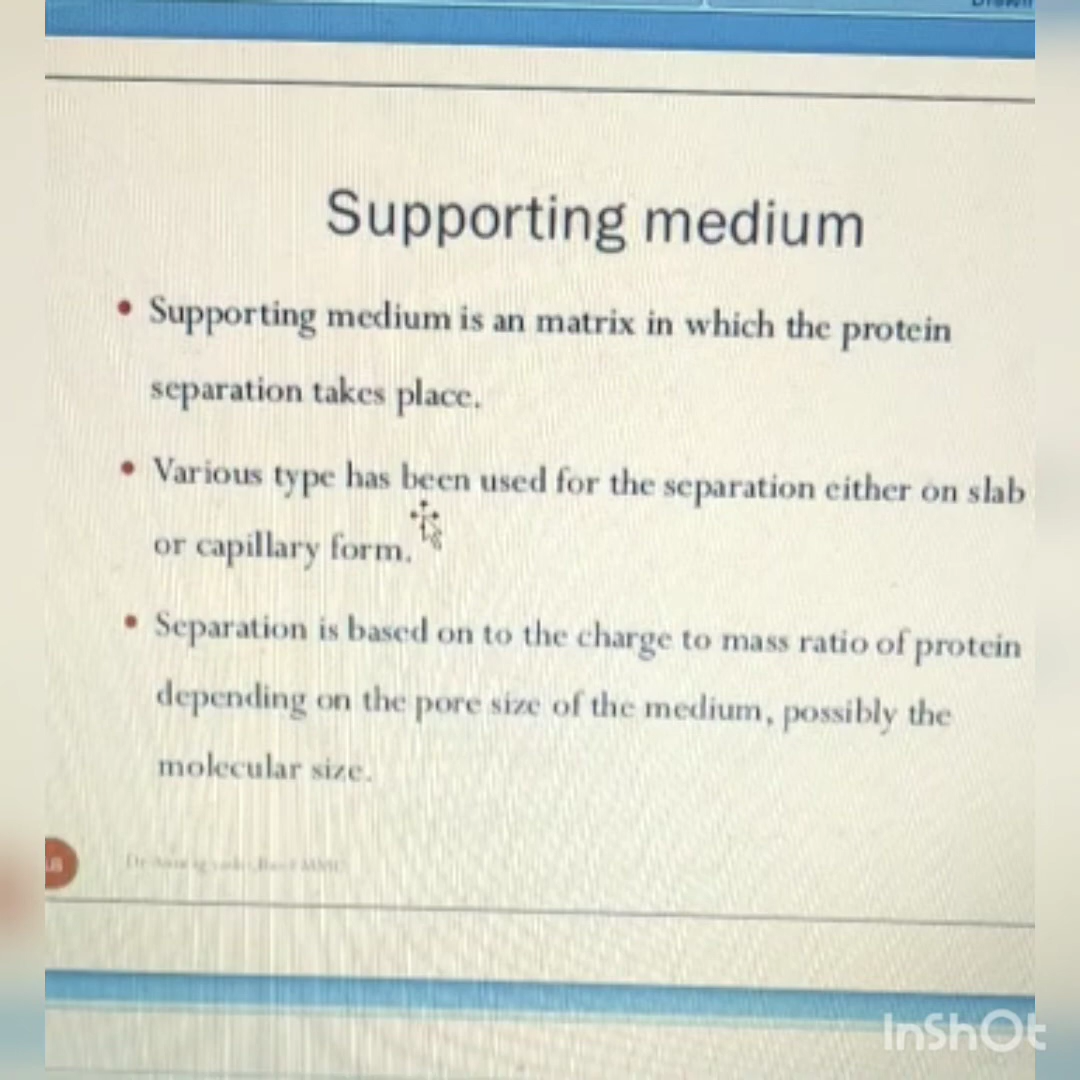 Supporting medium
• Supporting medium is an matrix in which the protein
separation takes place.
• Various type has been used for the separation either on slab
or capillary form.
• Separation is based on to the charge to mass ratio of protein
depending on the pore size of the medium, possibly the
molecular size.
InShOt